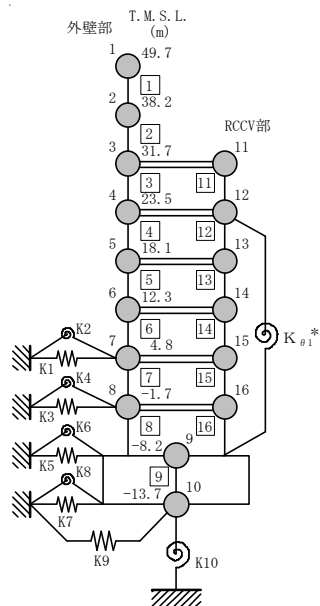 T.M.S.L.
外壁部 (m)
1 49.7
1
2 38.2
2 RCCV部
3 31.7 11
3 11
4 23.5 12
4 12
5 18.1 13
5 13
6 12.3 14
K2 6 14 Kθ1*
7 4.8 15
K1
K4 7 15
8 -1.7 16
K3
K6 8 16
-8.2 9
K5
K8 9
-13.7 10
K7
K9
K10